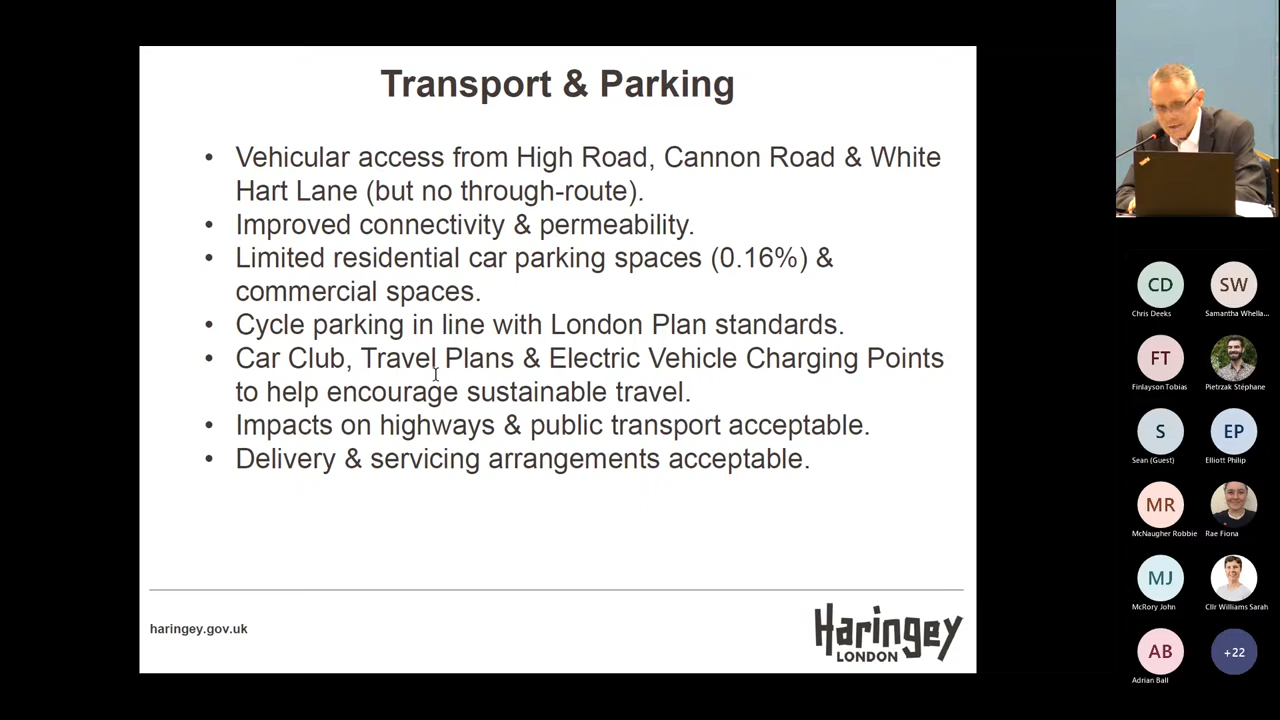 Transport & Parking
• Vehicular access from High Road, Cannon Road & White
Hart Lane (but no through-route).
• Improved connectivity & permeability.
• Limited residential car parking spaces (0.16%) &
commercial spaces.
• Cycle parking in line with London Plan standards.
• Car Club, Travel Plans & Electric Vehicle Charging Points
to help encourage sustainable travel.
• Impacts on highways & public transport acceptable.
• Delivery & servicing arrangements acceptable.
haringey.gov.uk
Haringey
LONDON
CD
Chris Deeks
SW
Samantha Whella...
FT
Finlayson Tobias
Pietrzak Stéphane
S
Sean (Guest)
EP
Elliott Philip
MR
McNaugher Robbie
Rae Fiona
MJ
McRory John
Cllr Williams Sarah
AB
Adrian Ball
+22